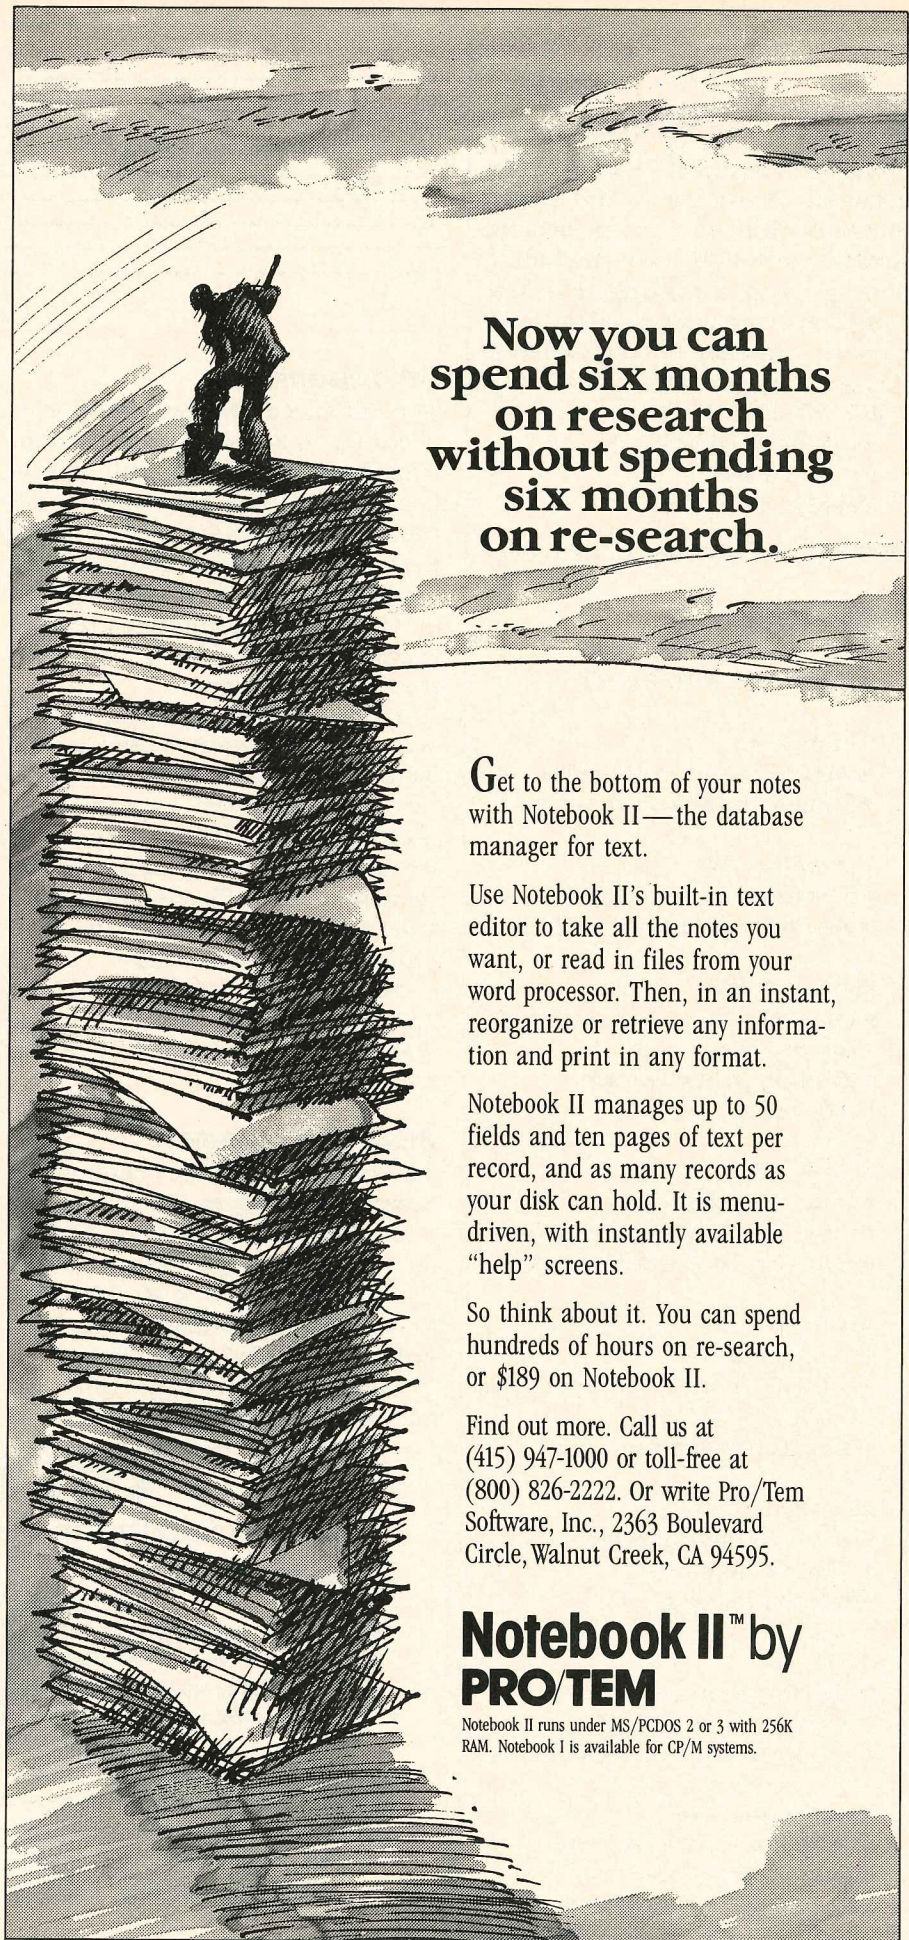 Now you can
spend six months
on research
without spending
six months
on re-search.
Get to the bottom of your notes
with Notebook II—the database
manager for text.
Use Notebook II's built-in text
editor to take all the notes you
want, or read in files from your
word processor. Then, in an instant,
reorganize or retrieve any informa-
tion and print in any format.
Notebook II manages up to 50
fields and ten pages of text per
record, and as many records as
your disk can hold. It is menu-
driven, with instantly available
“help” screens.
So think about it. You can spend
hundreds of hours on re-search,
or $189 on Notebook II.
Find out more. Call us at
(415) 947-1000 or toll-free at
(800) 826-2222. Or write Pro/Tem
Software, Inc., 2363 Boulevard
Circle, Walnut Creek, CA 94595.
Notebook II™ by
PRO/TEM
Notebook II runs under MS/PCDOS 2 or 3 with 256K
RAM. Notebook I is available for CP/M systems.